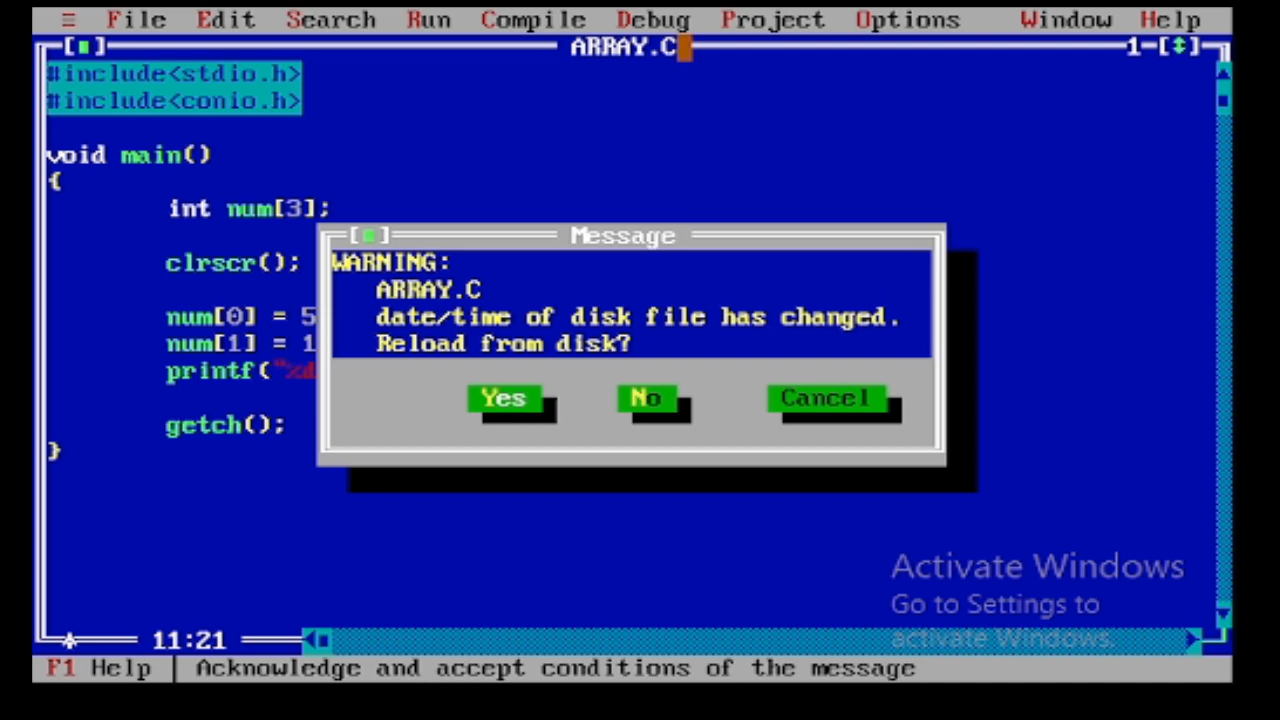 ≡ File Edit Search Run Compile Debug Project Options Window Help
[■] ARRAY.C 1=[↕]
#include<stdio.h>
#include<conio.h>
void main()
{
int num[3];
[■] Message
clrscr();
WARNING:
ARRAY.C
num[0] = 5
date/time of disk file has changed.
num[1] = 1
Reload from disk?
printf("%d
Yes No Cancel
getch();
}
Activate Windows
Go to Settings to
activate Windows.
11:21
F1 Help | Acknowledge and accept conditions of the message